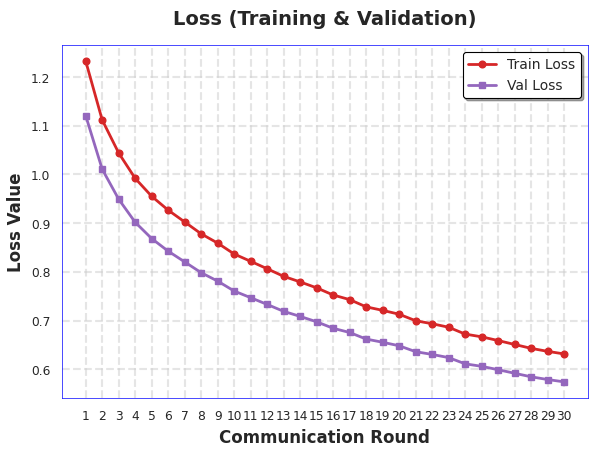 Loss (Training & Validation)
Train Loss
Val Loss
Loss Value
1.2
1.1
1.0
0.9
0.8
0.7
0.6
1 2 3 4 5 6 7 8 9 10 11 12 13 14 15 16 17 18 19 20 21 22 23 24 25 26 27 28 29 30
Communication Round